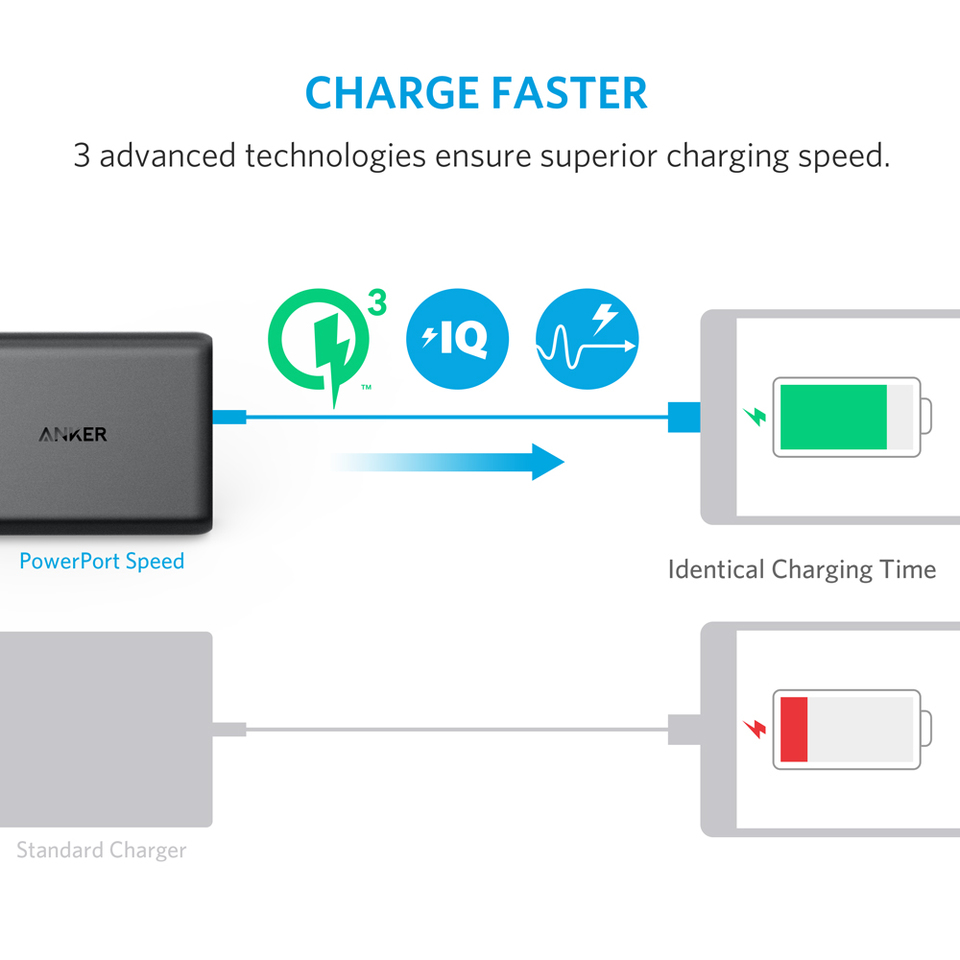 CHARGE FASTER
3 advanced technologies ensure superior charging speed.
3
IQ
TM
ANKER
PowerPort Speed
Identical Charging Time
Standard Charger